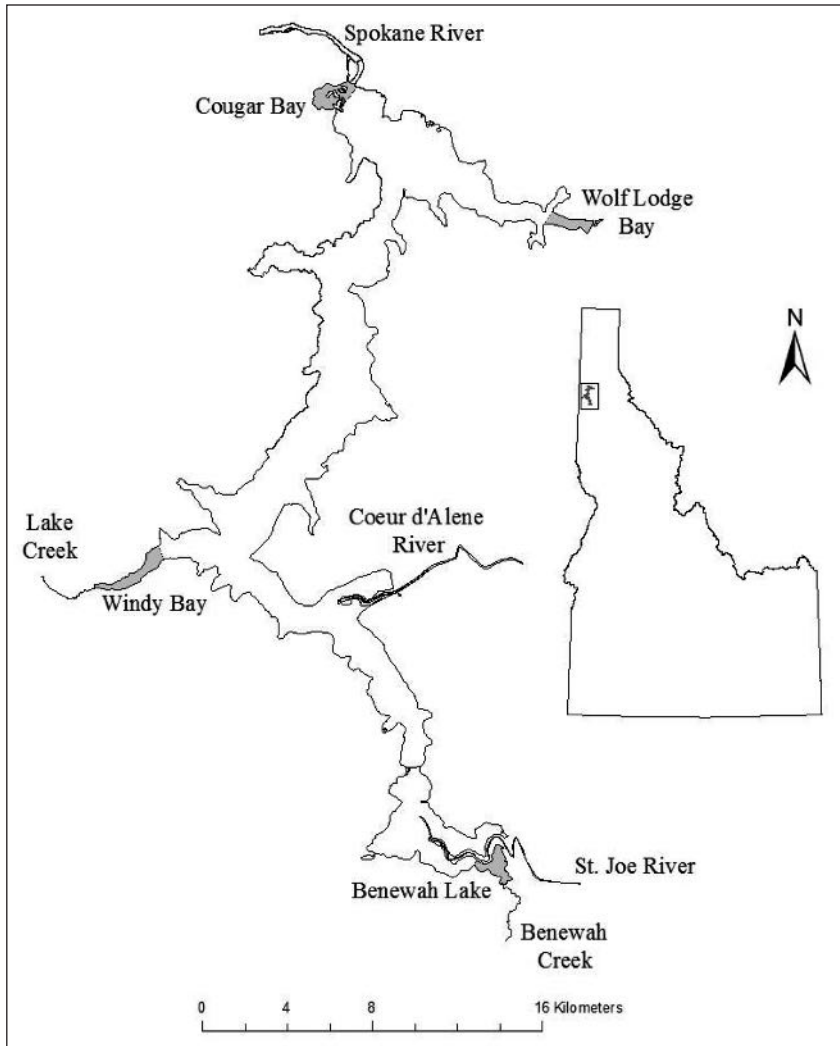 Spokane River
Cougar Bay
Wolf Lodge
Bay
N
Coeur d'Alene
River
Lake
Creek
Windy Bay
St. Joe River
Benewah Lake
Benewah
Creek
0 4 8 16 Kilometers